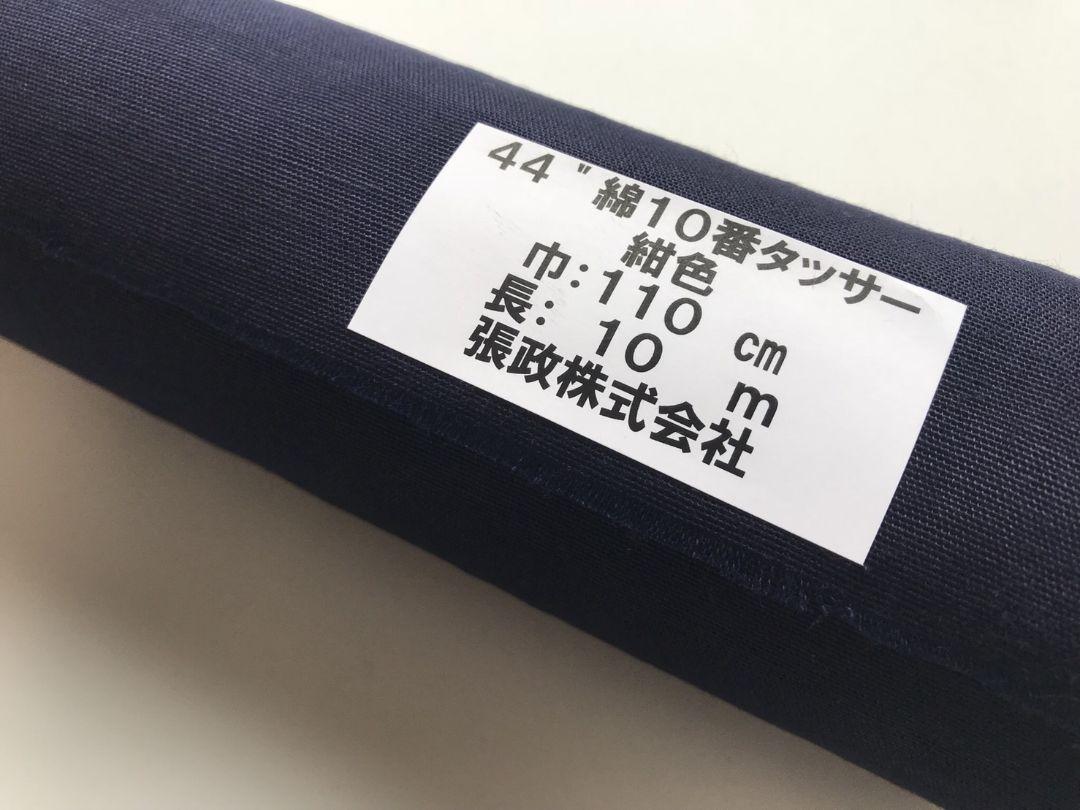 44"綿10番タッサー
紺色
巾:110 ㎝
長: 10 m
張政株式会社